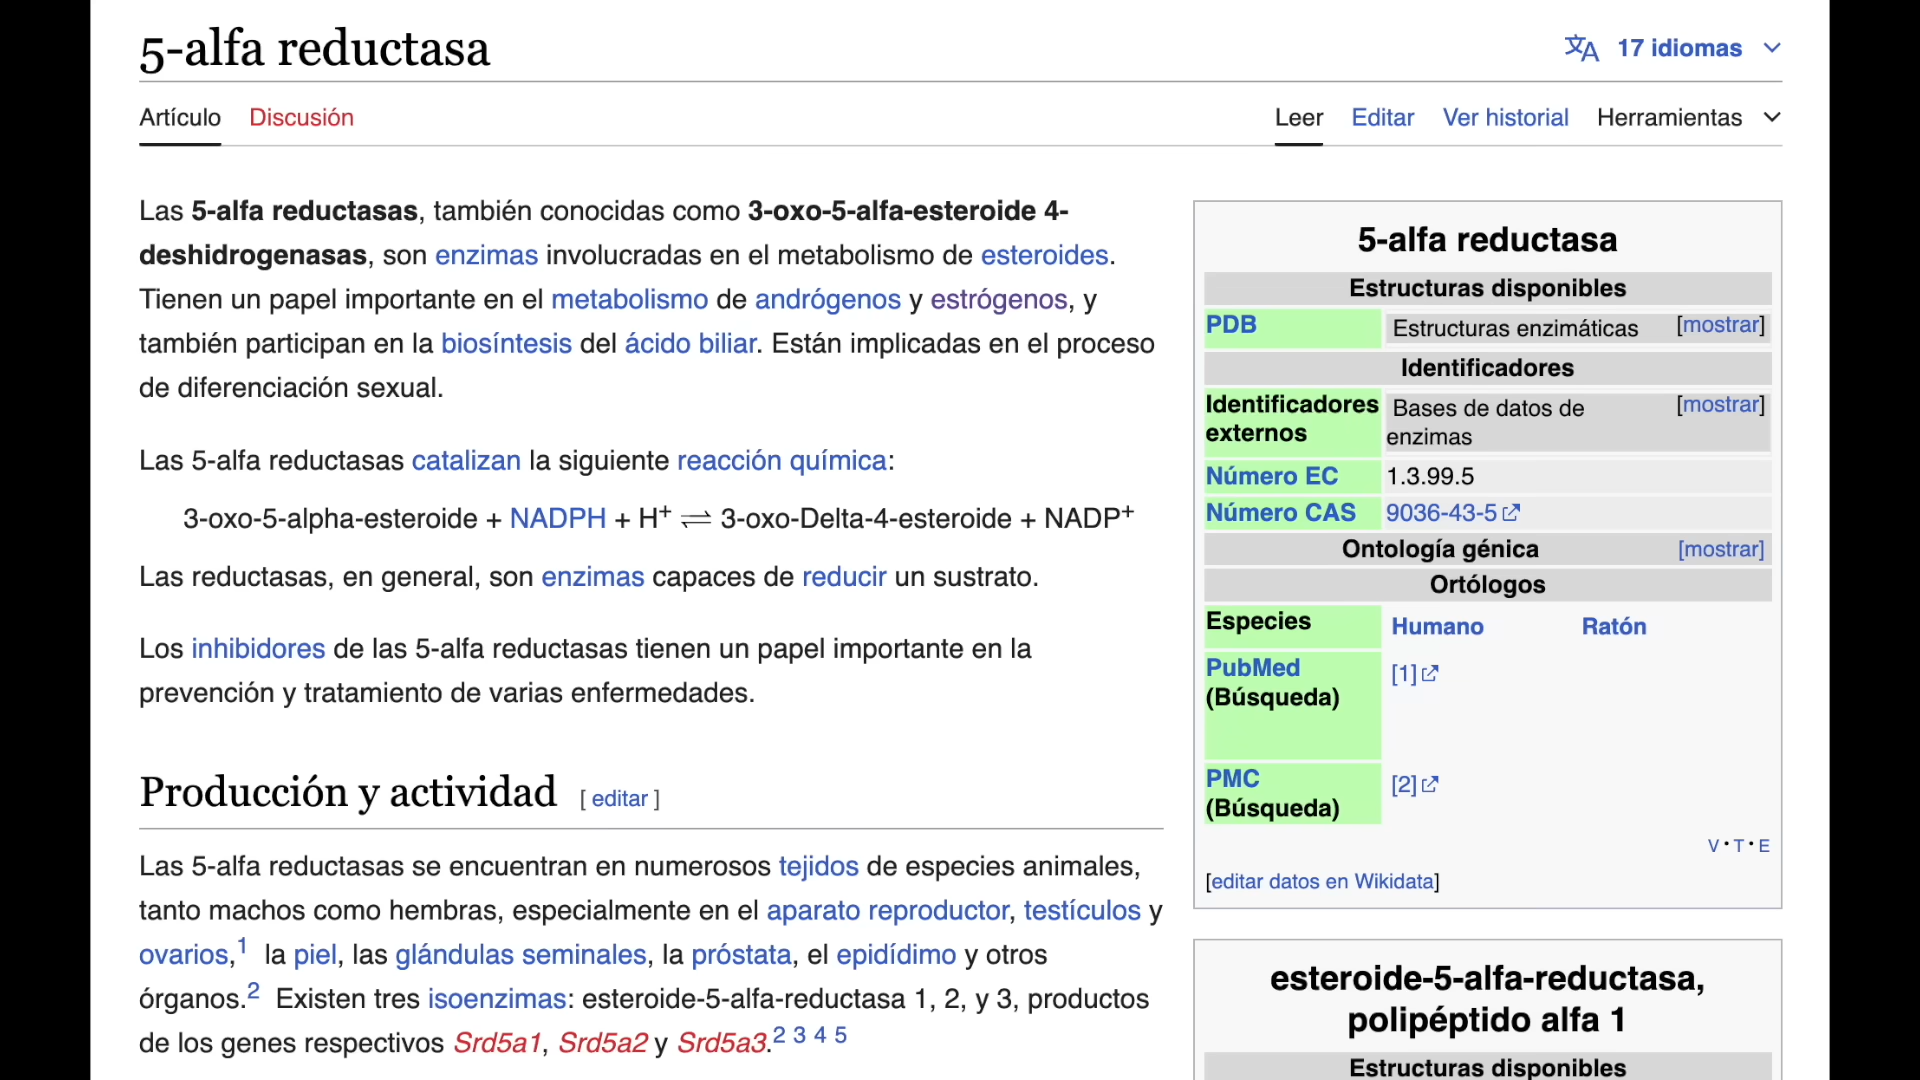 5-alfa reductasa
17 idiomas
Artículo Discusión
Leer Editar Ver historial Herramientas
Las 5-alfa reductasas, también conocidas como 3-oxo-5-alfa-esteroide 4-
deshidrogenasas, son enzimas involucradas en el metabolismo de esteroides.
Tienen un papel importante en el metabolismo de andrógenos y estrógenos, y
también participan en la biosíntesis del ácido biliar. Están implicadas en el proceso
de diferenciación sexual.
Las 5-alfa reductasas catalizan la siguiente reacción química:
3-oxo-5-alpha-esteroide + NADPH + H⁺ ⇌ 3-oxo-Delta-4-esteroide + NADP⁺
Las reductasas, en general, son enzimas capaces de reducir un sustrato.
Los inhibidores de las 5-alfa reductasas tienen un papel importante en la
prevención y tratamiento de varias enfermedades.
Producción y actividad [ editar ]
Las 5-alfa reductasas se encuentran en numerosos tejidos de especies animales,
tanto machos como hembras, especialmente en el aparato reproductor, testículos y
ovarios,¹ la piel, las glándulas seminales, la próstata, el epidídimo y otros
órganos.² Existen tres isoenzimas: esteroide-5-alfa-reductasa 1, 2, y 3, productos
de los genes respectivos Srd5a1, Srd5a2 y Srd5a3.² ³ ⁴ ⁵
5-alfa reductasa
Estructuras disponibles
PDB Estructuras enzimáticas [mostrar]
Identificadores
Identificadores
externos
Bases de datos de
enzimas
[mostrar]
Número EC 1.3.99.5
Número CAS 9036-43-5
Ontología génica [mostrar]
Ortólogos
Especies Humano Ratón
PubMed
(Búsqueda)
[1]
PMC
(Búsqueda)
[2]
V · T · E
[editar datos en Wikidata]
esteroide-5-alfa-reductasa,
polipéptido alfa 1
Estructuras disponibles